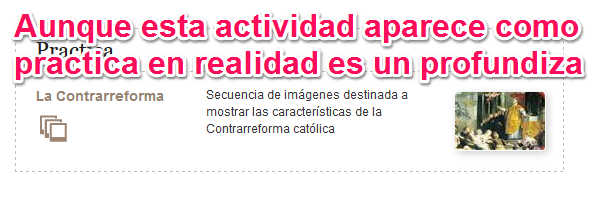 Aunque esta actividad aparece como
Practica
practica en realidad es un profundiza
La Contrarreforma
Secuencia de imágenes destinada a
mostrar las características de la
Contrarreforma católica